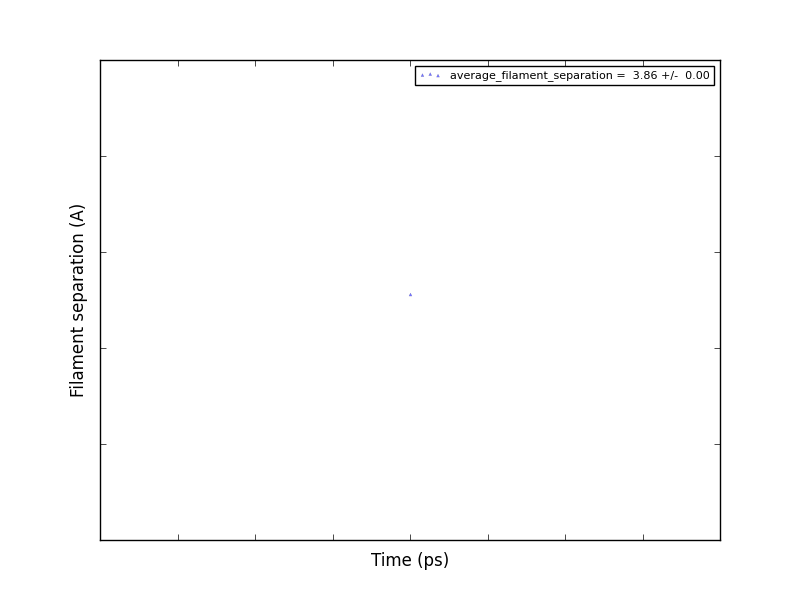 average_filament_separation =  3.86 +/-  0.00
Filament separation (A)
Time (ps)